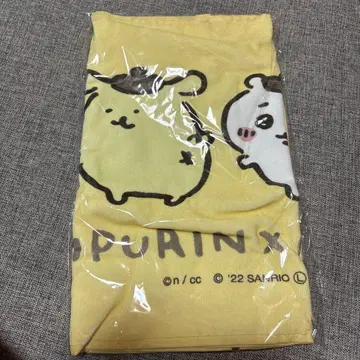 PURIN ×
©n / cc © '22 SANRIO Ⓛ